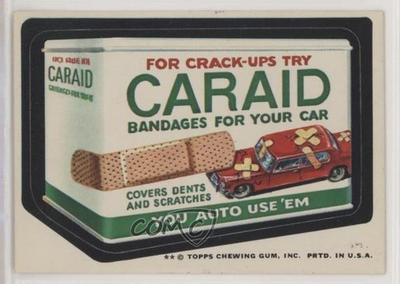 FOR CRACK-UPS TRY
CARAID
BANDAGES FOR YOUR CAR
CARAID
COVERS DENTS
AND SCRATCHES
YOU AUTO USE 'EM
** © TOPPS CHEWING GUM, INC. PRTD. IN U.S.A.